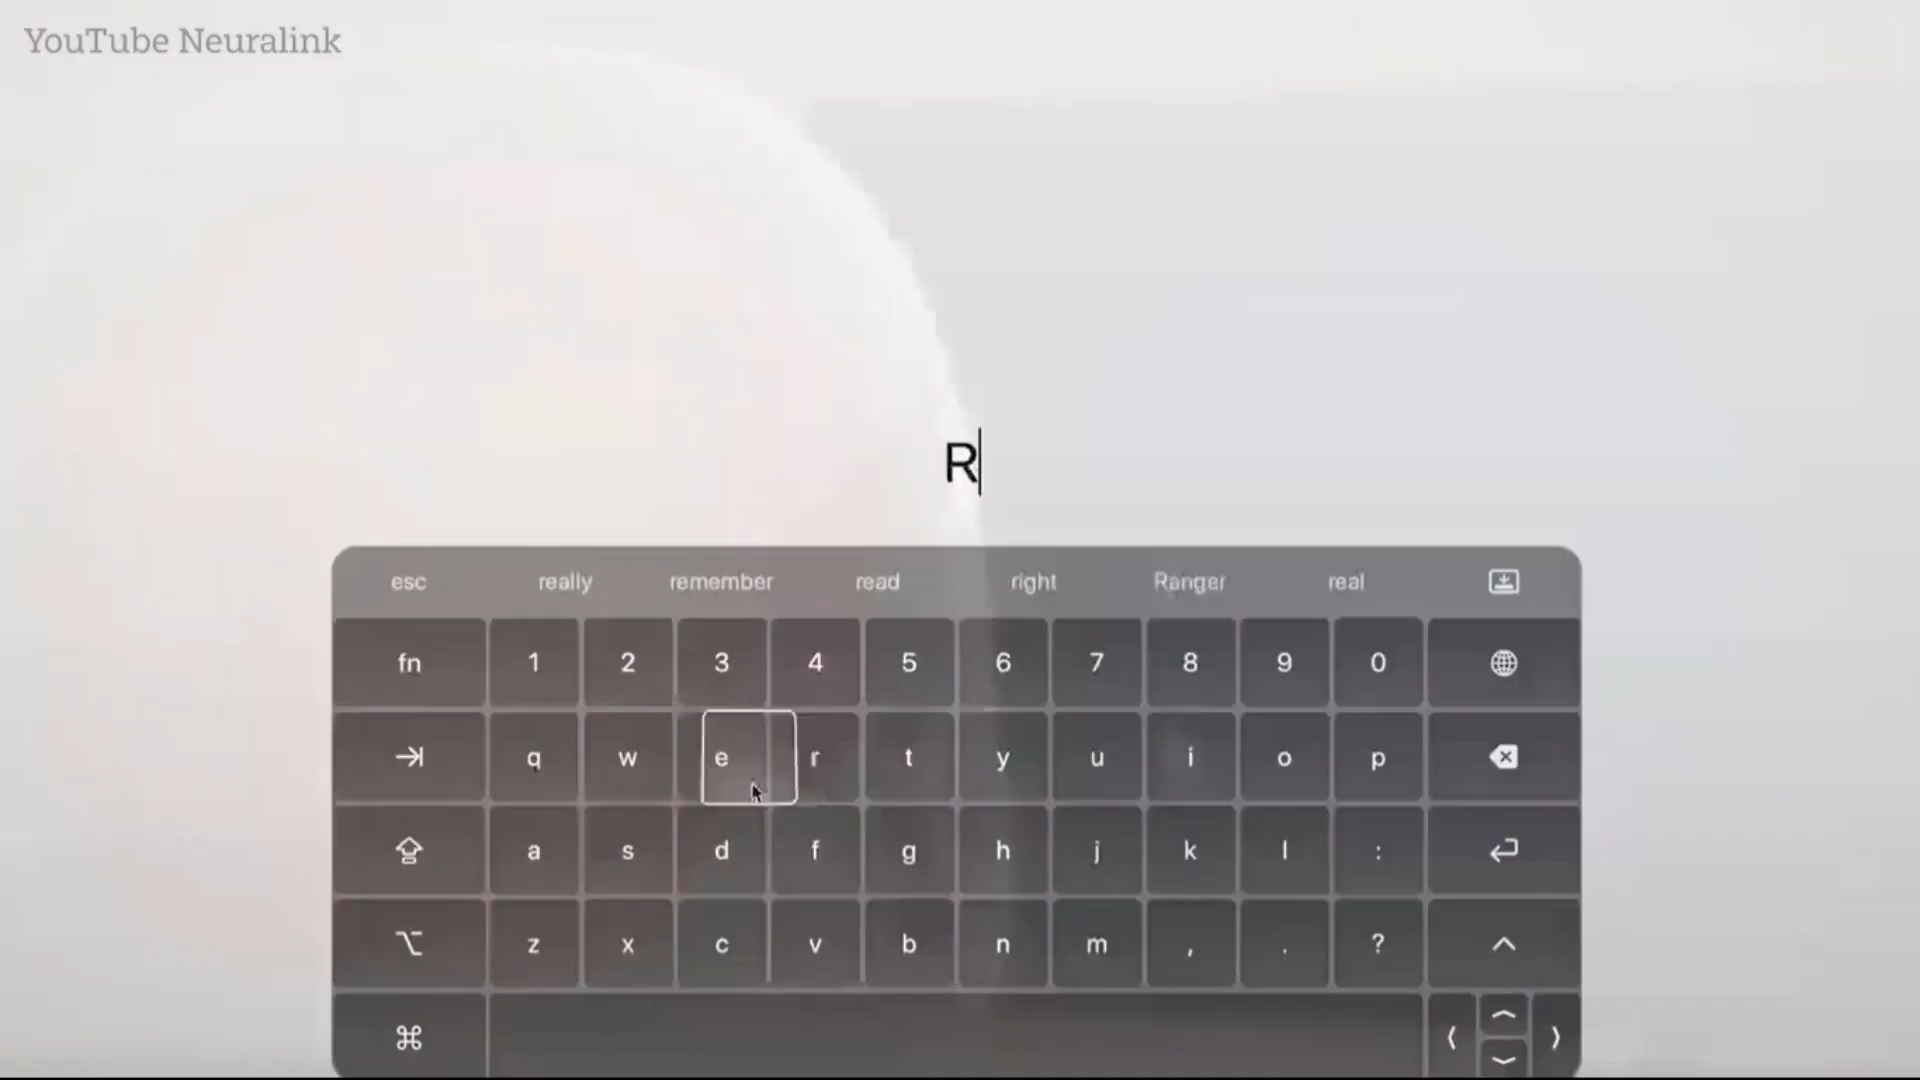 YouTube Neuralink
R
esc really remember read right Ranger real
fn 1 2 3 4 5 6 7 8 9 0
q w e r t y u i o p
a s d f g h j k l :
z x c v b n m , . ?